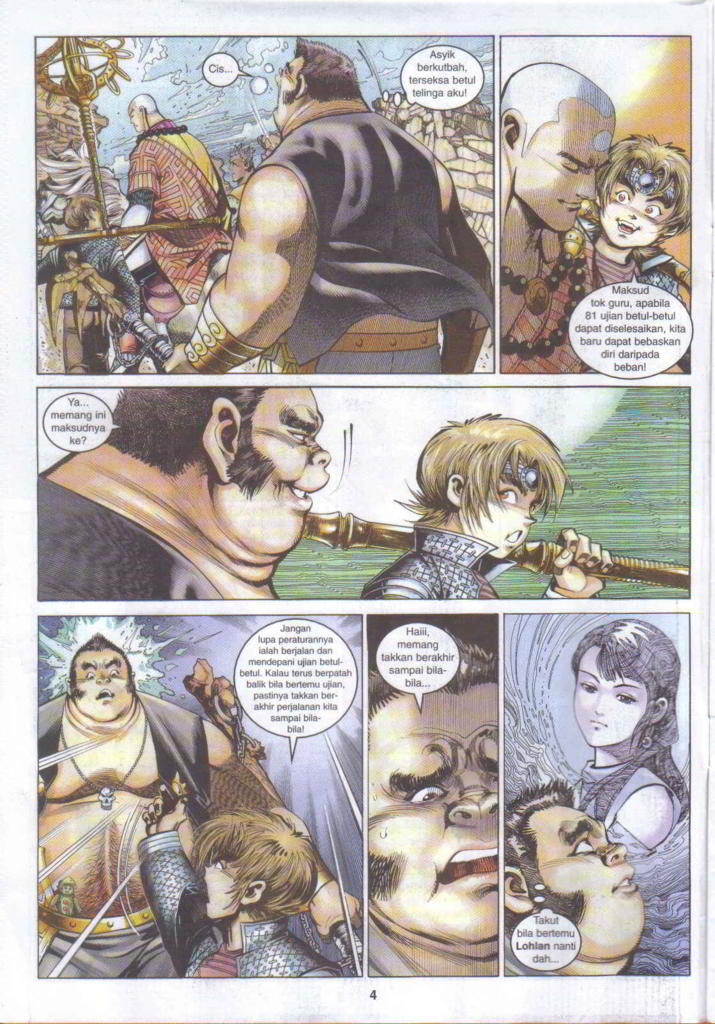 Cis...
Asyik
berkutbah,
terseksa betul
telinga aku!
Maksud
tok guru, apabila
81 ujian betul-betul
dapat diselesaikan, kita
baru dapat bebaskan
diri daripada
beban!
Ya...
memang ini
maksudnya
ke?
Jangan
lupa peraturannya
ialah berjalan dan
mendepani ujian betul-
betul. Kalau terus berpatah
balik bila bertemu ujian,
pastinya takkan ber-
akhir perjalanan kita
sampai bila-
bila!
Haiii,
memang
takkan berakhir
sampai bila-
bila...
Takut
bila bertemu
Lohlan nanti
dah...
4